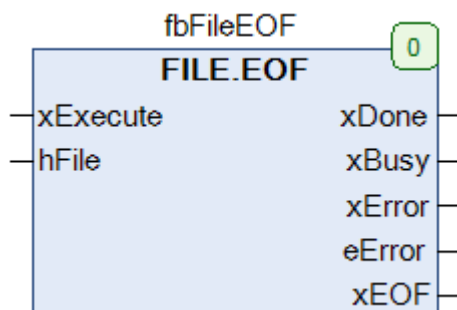 fbFileEOF
0
FILE.EOF
xExecute xDone
hFile xBusy
xError
eError
xEOF